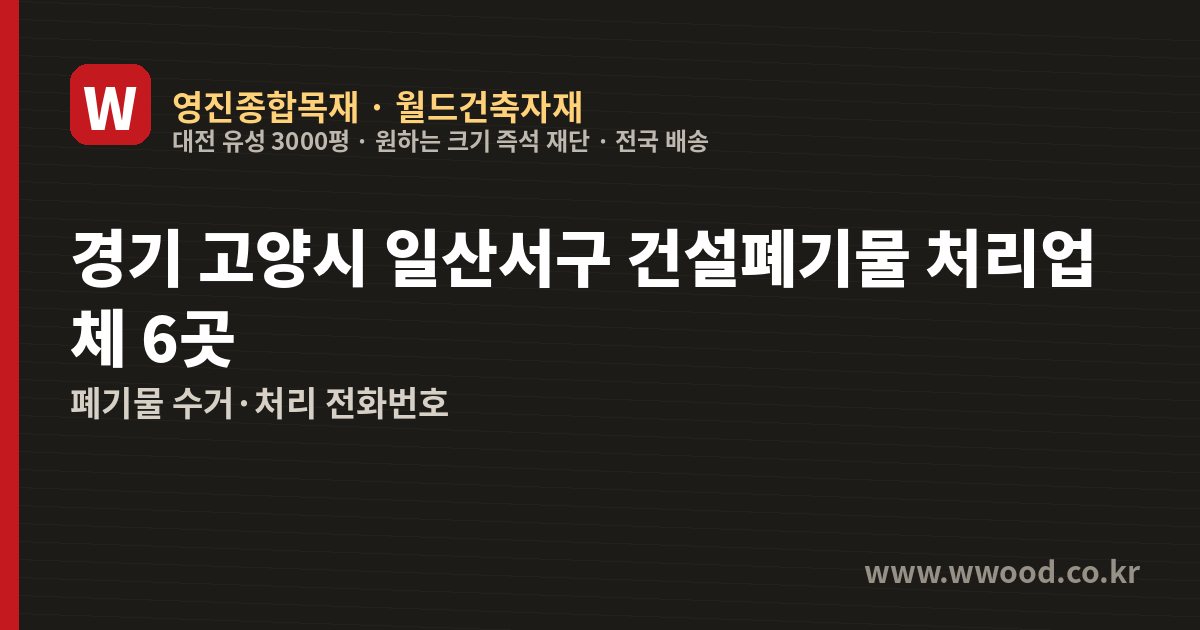 W
영진종합목재 · 월드건축자재
대전 유성 3000평 · 원하는 크기 즉석 재단 · 전국 배송
경기 고양시 일산서구 건설폐기물 처리업
체 6곳
폐기물 수거·처리 전화번호
www.wwood.co.kr